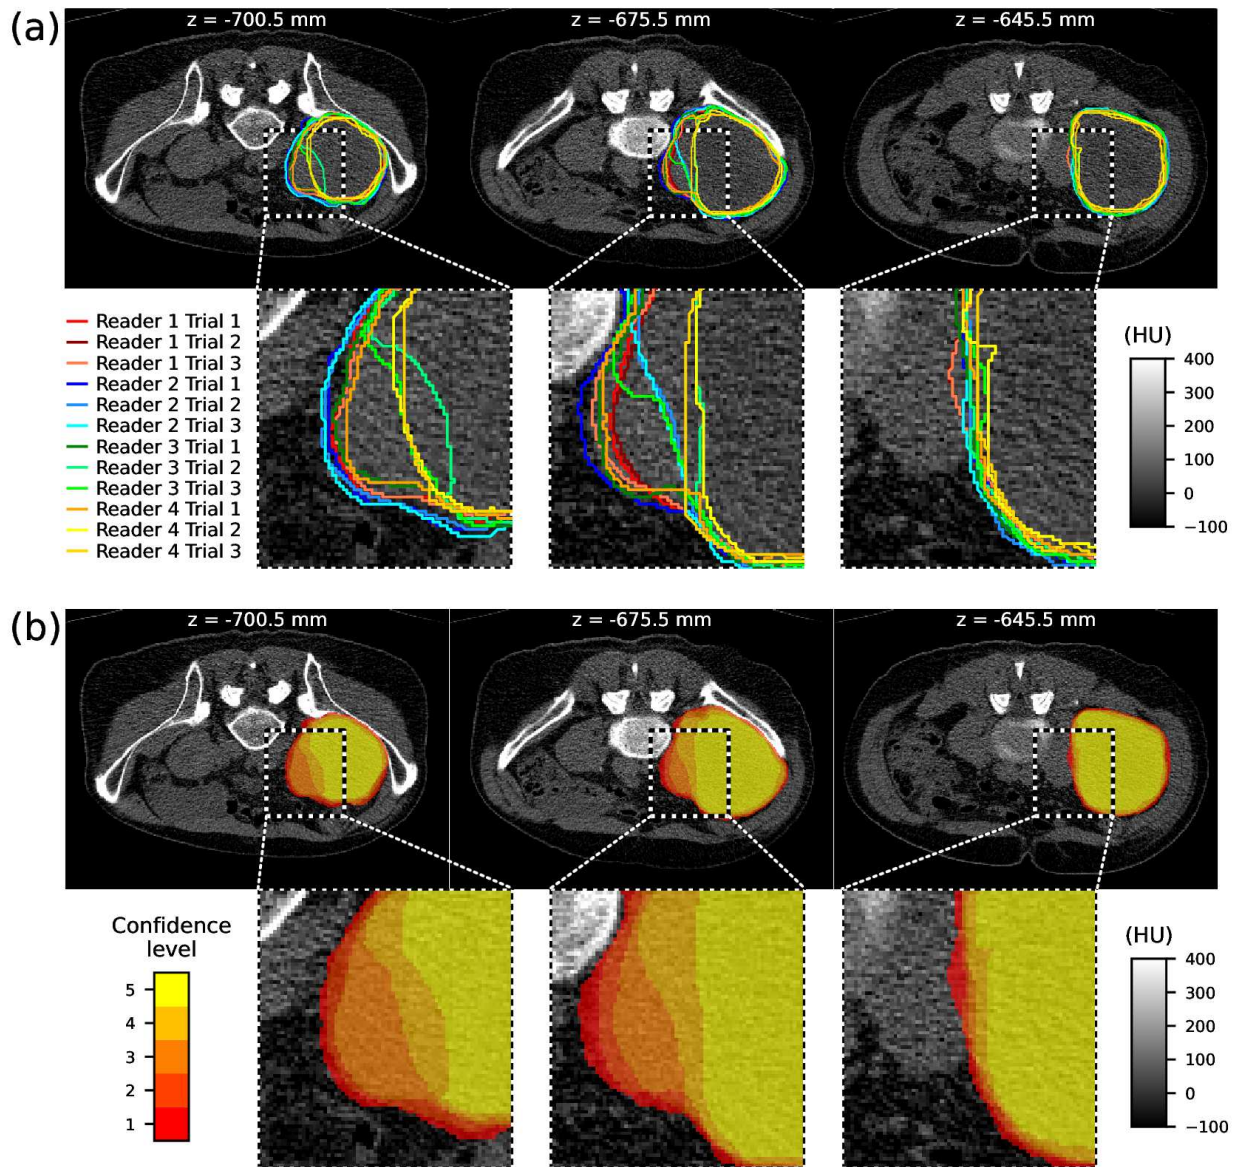 (a)
z = -700.5 mm
z = -675.5 mm
z = -645.5 mm
Reader 1 Trial 1
Reader 1 Trial 2
Reader 1 Trial 3
Reader 2 Trial 1
Reader 2 Trial 2
Reader 2 Trial 3
Reader 3 Trial 1
Reader 3 Trial 2
Reader 3 Trial 3
Reader 4 Trial 1
Reader 4 Trial 2
Reader 4 Trial 3
(HU)
400
300
200
100
0
−100
(b)
z = -700.5 mm
z = -675.5 mm
z = -645.5 mm
Confidence
level
5
4
3
2
1
(HU)
400
300
200
100
0
−100